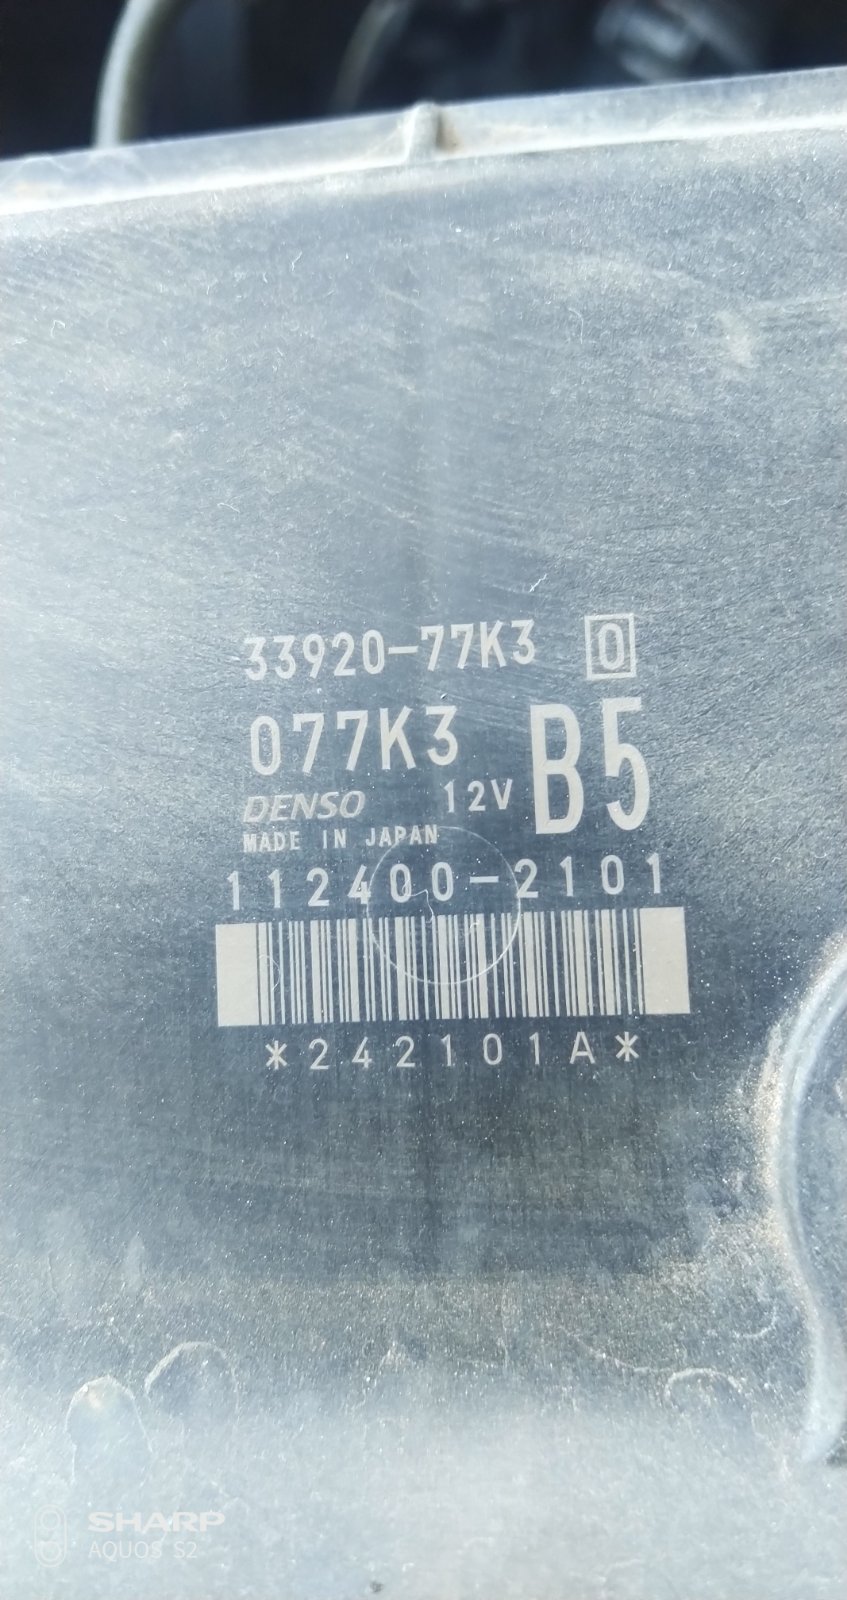 33920-77K3 0
077K3 B5
DENSO 12V
MADE IN JAPAN
112400-2101
*242101A*
SHARP
AQUOS S2